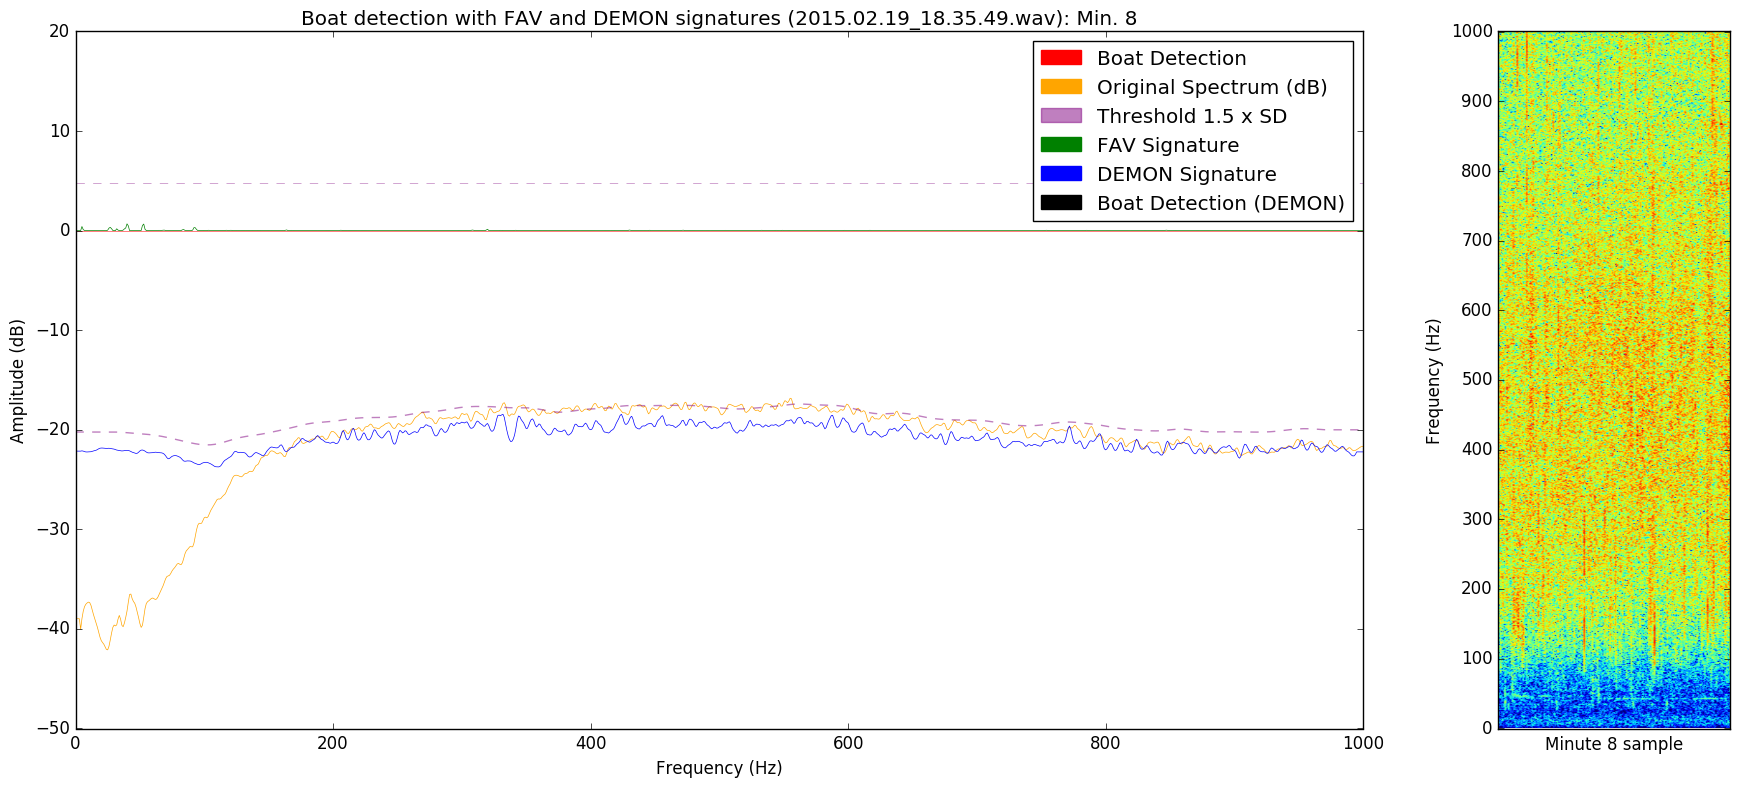 Boat detection with FAV and DEMON signatures (2015.02.19_18.35.49.wav): Min. 8
20
10
0
−10
−20
−30
−40
−50
Amplitude (dB)
0
200
400
600
800
1000
Frequency (Hz)
Boat Detection
Original Spectrum (dB)
Threshold 1.5 x SD
FAV Signature
DEMON Signature
Boat Detection (DEMON)
1000
900
800
700
600
500
400
300
200
100
0
Frequency (Hz)
Minute 8 sample